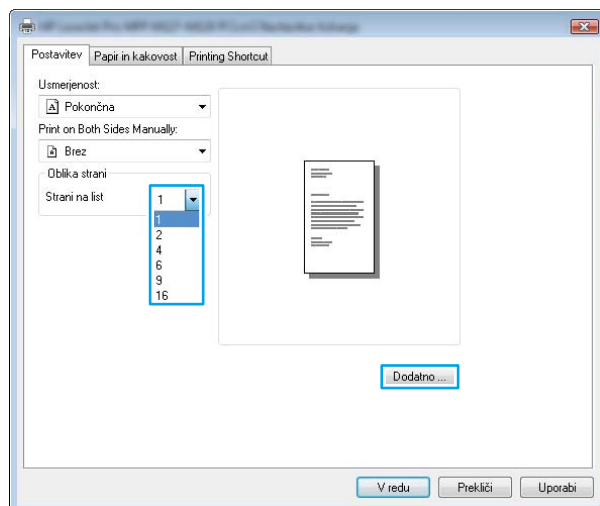 Postavitev Papir in kakovost Printing Shortcut
Usmerjenost:
A Pokončna
Print on Both Sides Manually:
Brez
Oblika strani
Strani na list 1
1
2
4
6
9
16
Dodatno ...
V redu Prekliči Uporabi